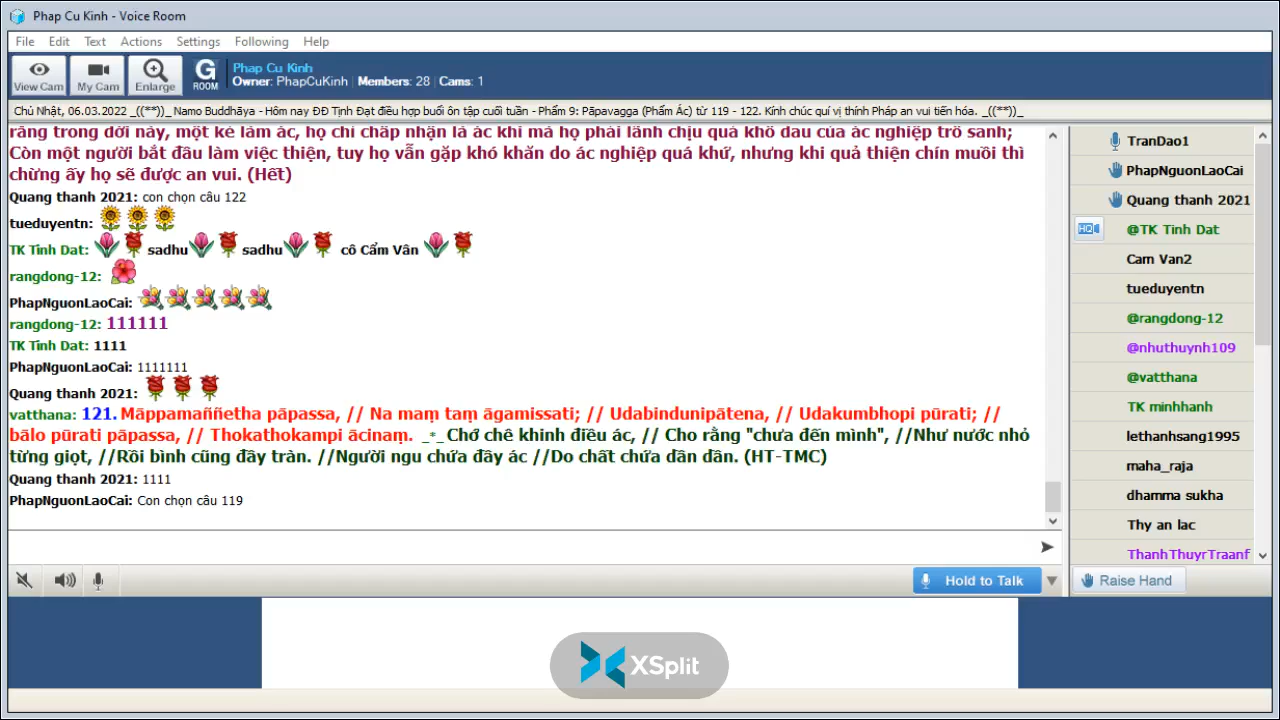 Phap Cu Kinh - Voice Room
File Edit Text Actions Settings Following Help
View Cam My Cam Enlarge G ROOM
Phap Cu Kinh
Owner: PhapCuKinh | Members: 28 | Cams: 1
Chủ Nhật, 06.03.2022 _((**))_ Namo Buddhāya - Hôm nay ĐĐ Tịnh Đạt điều hợp buổi ôn tập cuối tuần - Phẩm 9: Pāpavagga (Phẩm Ác) từ 119 - 122. Kính chúc quí vị thính Pháp an vui tiến hóa. _((**))_
rằng trong đời này, một kẻ làm ác, họ chỉ chấp nhận là ác khi mà họ phải lãnh chịu quả khổ đau của ác nghiệp trổ sanh;
Còn một người bắt đầu làm việc thiện, tuy họ vẫn gặp khó khăn do ác nghiệp quá khứ, nhưng khi quả thiện chín muồi thì
chừng ấy họ sẽ được an vui. (Hết)
Quang thanh 2021: con chọn câu 122
tueduyentn:
TK Tinh Dat: sadhu sadhu cô Cẩm Vân
rangdong-12:
PhapNguonLaoCai:
rangdong-12: 111111
TK Tinh Dat: 1111
PhapNguonLaoCai: 1111111
Quang thanh 2021:
vatthana: 121. Māppamaññetha pāpassa, // Na maṃ taṃ āgamissati; // Udabindunipātena, // Udakumbhopi pūrati; //
bālo pūrati pāpassa, // Thokathokampi ācinaṃ. _*_ Chớ chê khinh điều ác, // Cho rằng "chưa đến mình", //Như nước nhỏ
từng giọt, //Rồi bình cũng đầy tràn. //Người ngu chứa đầy ác //Do chất chứa dần dần. (HT-TMC)
Quang thanh 2021: 1111
PhapNguonLaoCai: Con chọn câu 119
TranDao1
PhapNguonLaoCai
Quang thanh 2021
HQ @TK Tinh Dat
Cam Van2
tueduyentn
@rangdong-12
@nhuthuynh109
@vatthana
TK minhhanh
lethanhsang1995
maha_raja
dhamma sukha
Thy an lac
ThanhThuyrTraanf
Hold to Talk
Raise Hand
XSplit